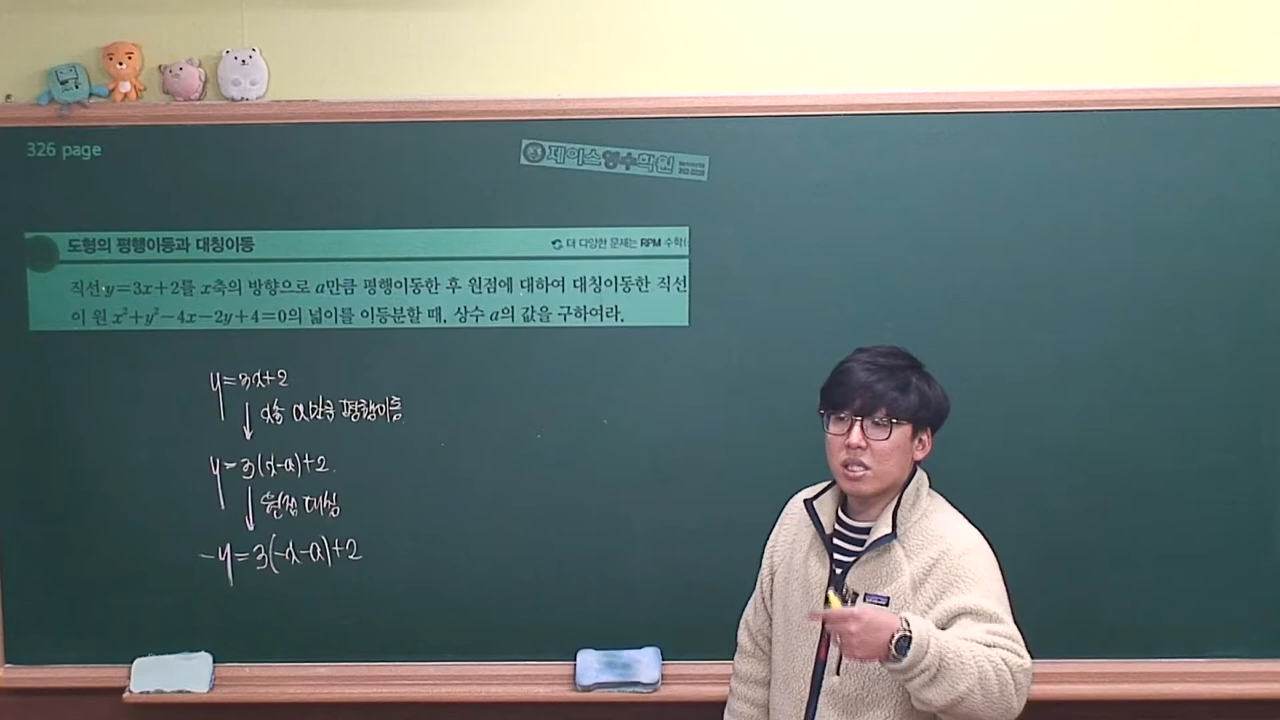 326 page
제이스영수학원
도형의 평행이동과 대칭이동
더 다양한 문제는 RPM 수학(
직선 y=3x+2를 x축의 방향으로 a만큼 평행이동한 후 원점에 대하여 대칭이동한 직선
이 원 x²+y²-4x-2y+4=0의 넓이를 이등분할 때, 상수 a의 값을 구하여라.
y=3x+2
x축 a만큼 평행이동
y=3(x-a)+2
원점 대칭
-y=3(-x-a)+2